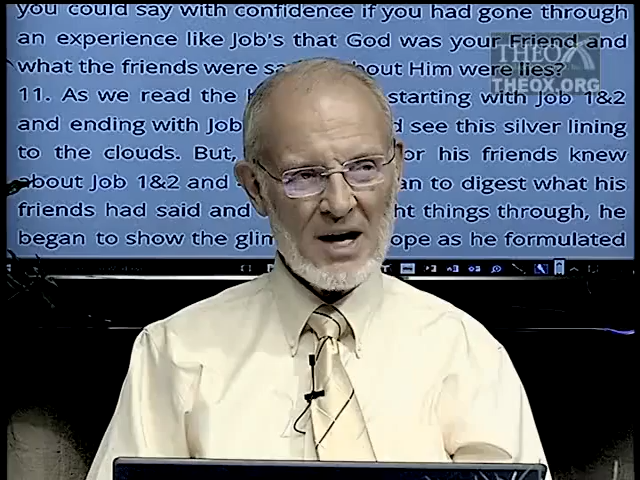 you could say with confidence if you had gone through
an experience like Job's that God was your Friend and
what the friends were bout Him were lies?
11. As we read the starting with Job 1&2
and ending with Job see this silver lining
to the clouds. But, or his friends knew
about Job 1&2 and an to digest what his
friends had said and ht things through, he
began to show the ope as he formulated
THEOX
THEOX.ORG